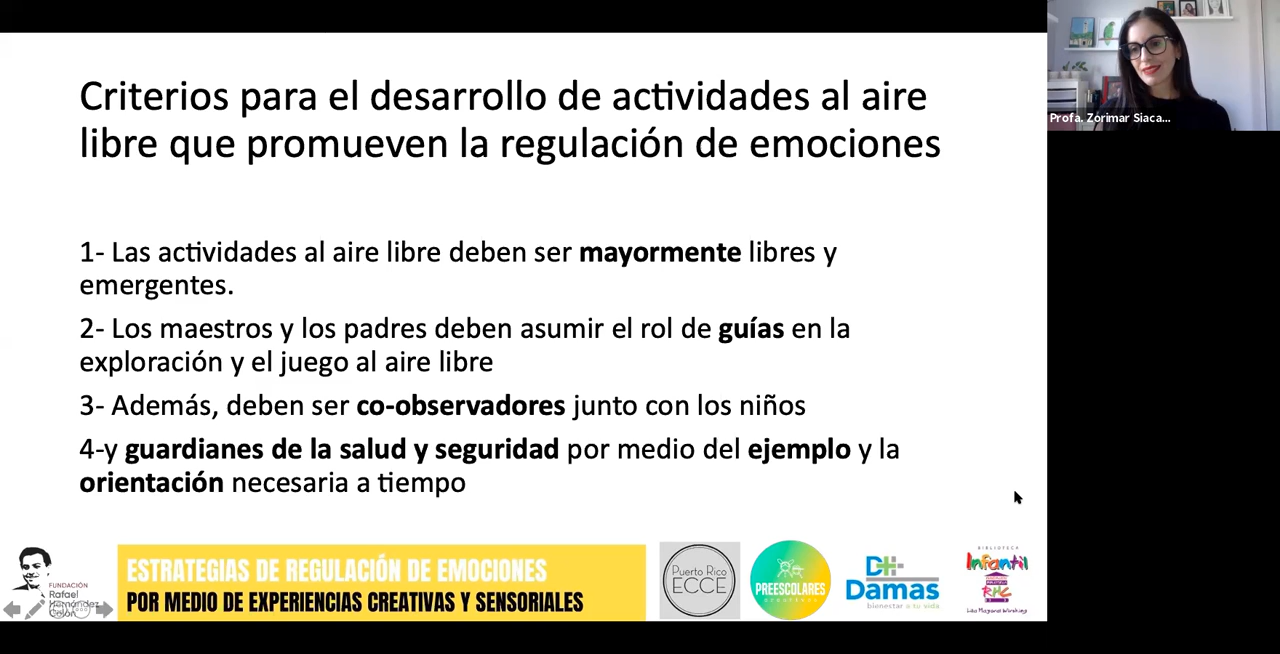 Criterios para el desarrollo de actividades al aire
libre que promueven la regulación de emociones
1- Las actividades al aire libre deben ser mayormente libres y
emergentes.
2- Los maestros y los padres deben asumir el rol de guías en la
exploración y el juego al aire libre
3- Además, deben ser co-observadores junto con los niños
4-y guardianes de la salud y seguridad por medio del ejemplo y la
orientación necesaria a tiempo
Profa. Zorimar Siaca...
FUNDACIÓN
Rafael
Hernández
Colón
ESTRATEGIAS DE REGULACIÓN DE EMOCIONES
POR MEDIO DE EXPERIENCIAS CREATIVAS Y SENSORIALES
Puerto Rico
ECCE
PREESCOLARES
Damas
bienestar a tu vida
BIBLIOTECA
Infantil
RHC